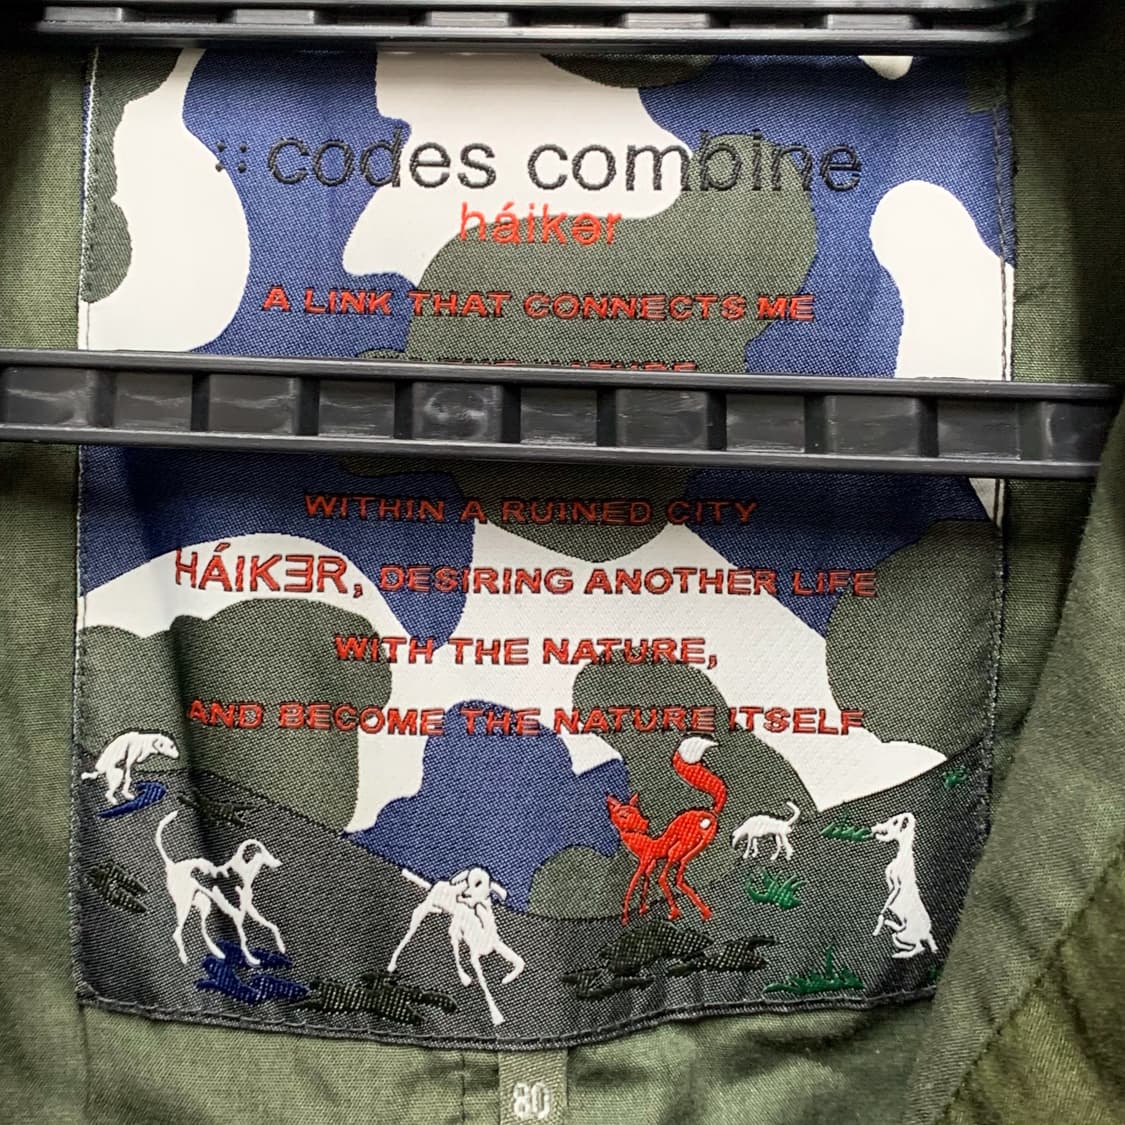 codes combine
háikər
A LINK THAT CONNECTS ME
NATURE
WITHIN A RUINED CITY
HÁIKƎR, DESIRING ANOTHER LIFE
WITH THE NATURE,
AND BECOME THE NATURE ITSELF
80